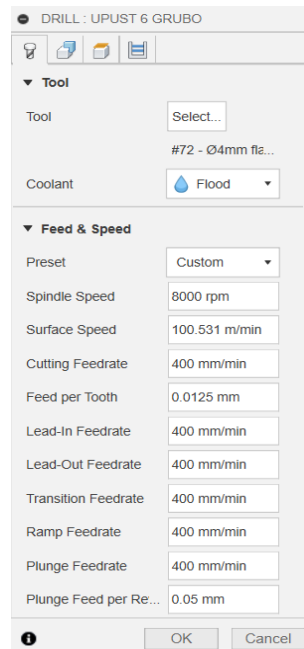 DRILL : UPUST 6 GRUBO
Tool
Tool Select...
#72 - Ø4mm fla...
Coolant Flood
Feed & Speed
Preset Custom
Spindle Speed 8000 rpm
Surface Speed 100.531 m/min
Cutting Feedrate 400 mm/min
Feed per Tooth 0.0125 mm
Lead-In Feedrate 400 mm/min
Lead-Out Feedrate 400 mm/min
Transition Feedrate 400 mm/min
Ramp Feedrate 400 mm/min
Plunge Feedrate 400 mm/min
Plunge Feed per Re... 0.05 mm
OK Cancel